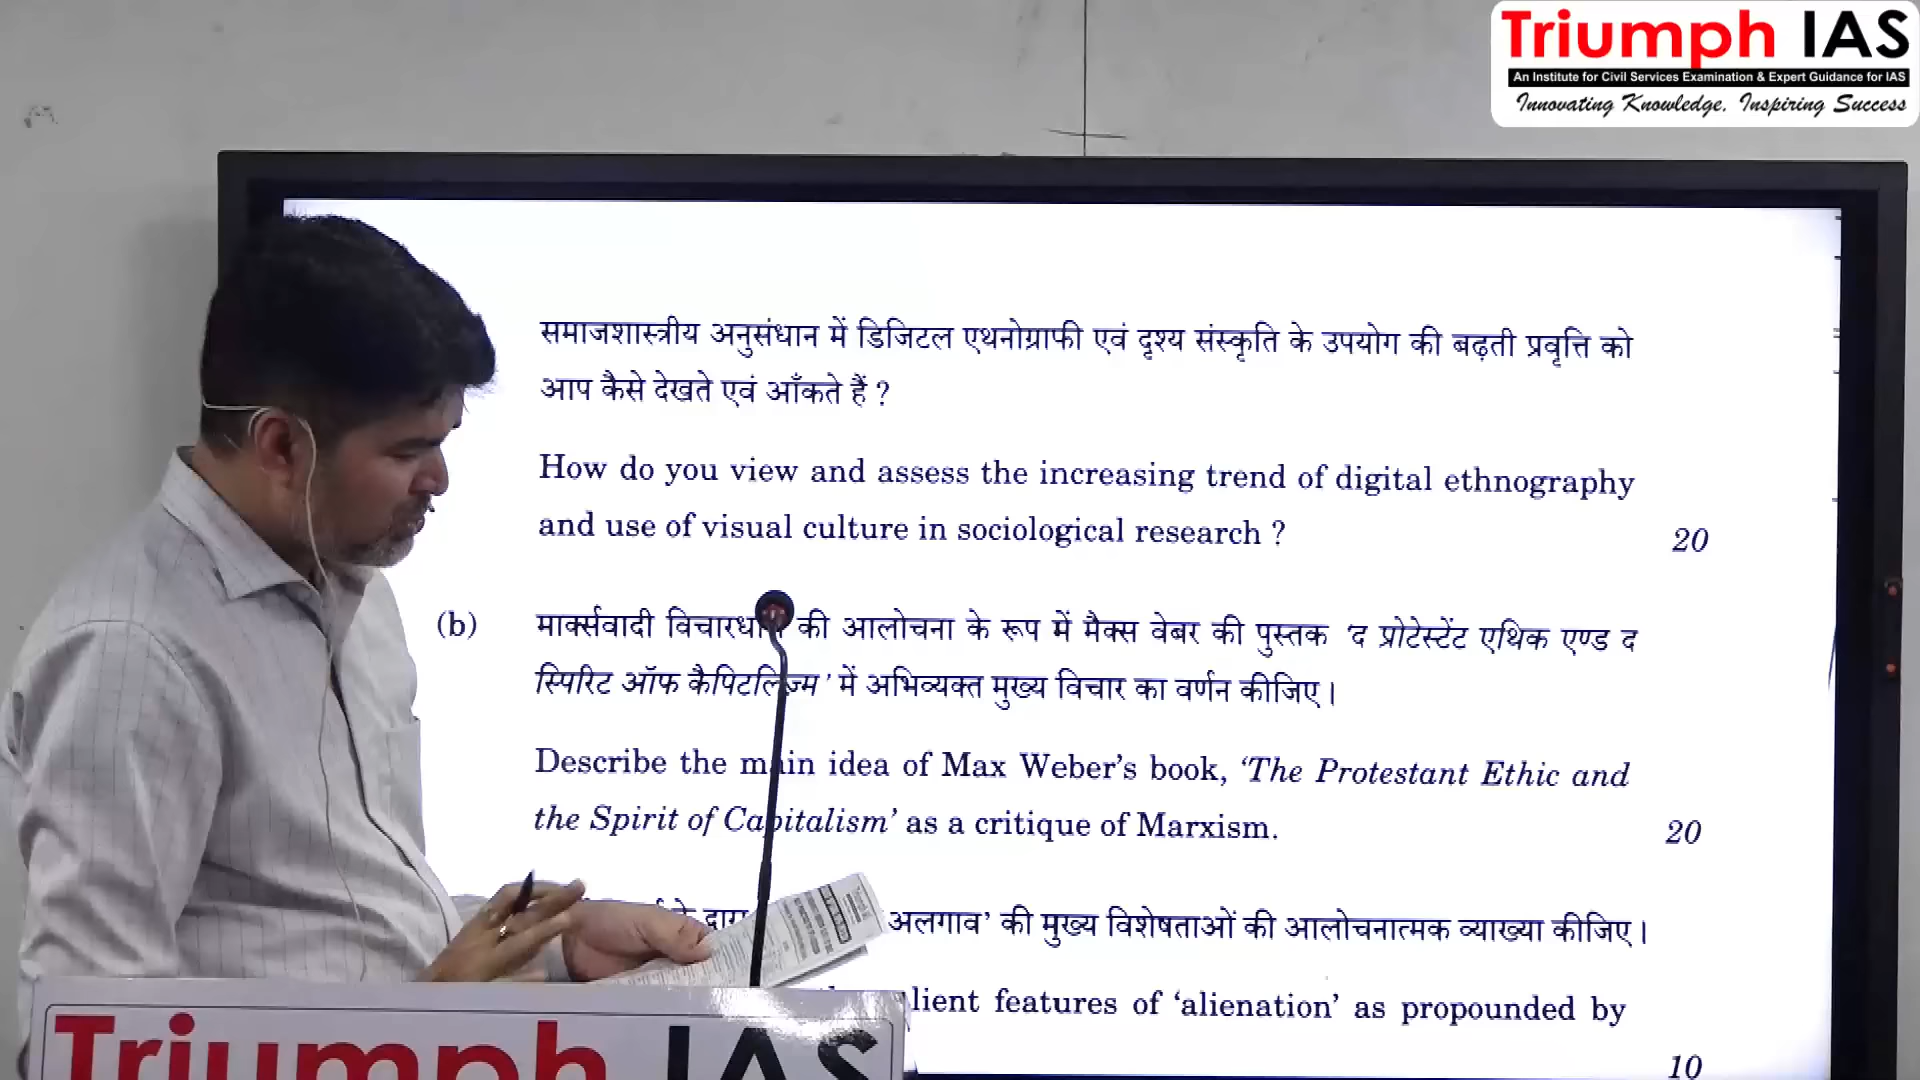 Triumph IAS
An Institute for Civil Services Examination & Expert Guidance for IAS
Innovating Knowledge, Inspiring Success
समाजशास्त्रीय अनुसंधान में डिजिटल एथनोग्राफी एवं दृश्य संस्कृति के उपयोग की बढ़ती प्रवृत्ति को
आप कैसे देखते एवं आँकते हैं ?
How do you view and assess the increasing trend of digital ethnography
and use of visual culture in sociological research ?
20
(b) मार्क्सवादी विचारधारा की आलोचना के रूप में मैक्स वेबर की पुस्तक 'द प्रोटेस्टेंट एथिक एण्ड द
स्पिरिट ऑफ कैपिटलिज़्म' में अभिव्यक्त मुख्य विचार का वर्णन कीजिए।
Describe the main idea of Max Weber's book, 'The Protestant Ethic and
the Spirit of Capitalism' as a critique of Marxism.
20
के द्वारा अलगाव' की मुख्य विशेषताओं की आलोचनात्मक व्याख्या कीजिए।
features of 'alienation' as propounded by
10
Triumph IAS